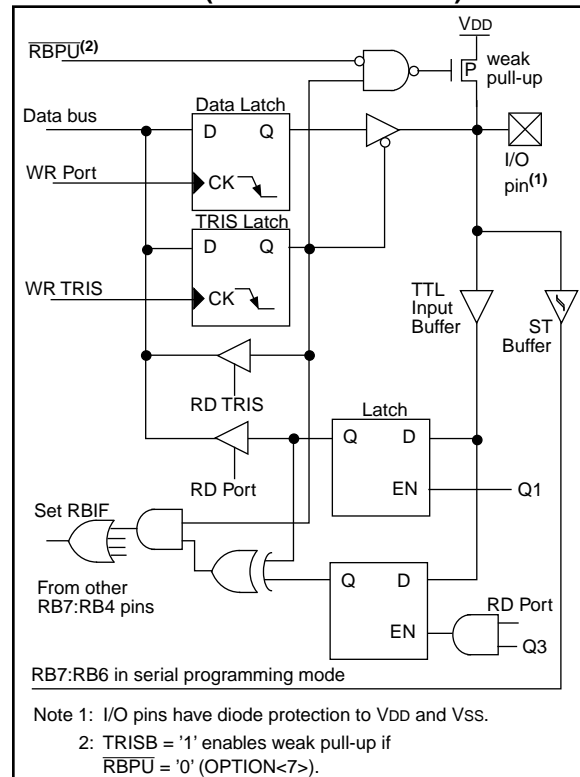 RBPU(2)
VDD
P
weak
pull-up
Data Latch
Data bus
D
Q
I/O
pin(1)
WR Port
CK
TRIS Latch
D
Q
WR TRIS
CK
TTL
Input
Buffer
ST
Buffer
RD TRIS
Latch
Q
D
RD Port
EN
Q1
Set RBIF
From other
RB7:RB4 pins
Q
D
RD Port
EN
Q3
RB7:RB6 in serial programming mode
Note 1: I/O pins have diode protection to VDD and VSS.
2: TRISB = '1' enables weak pull-up if
RBPU = '0' (OPTION<7>).